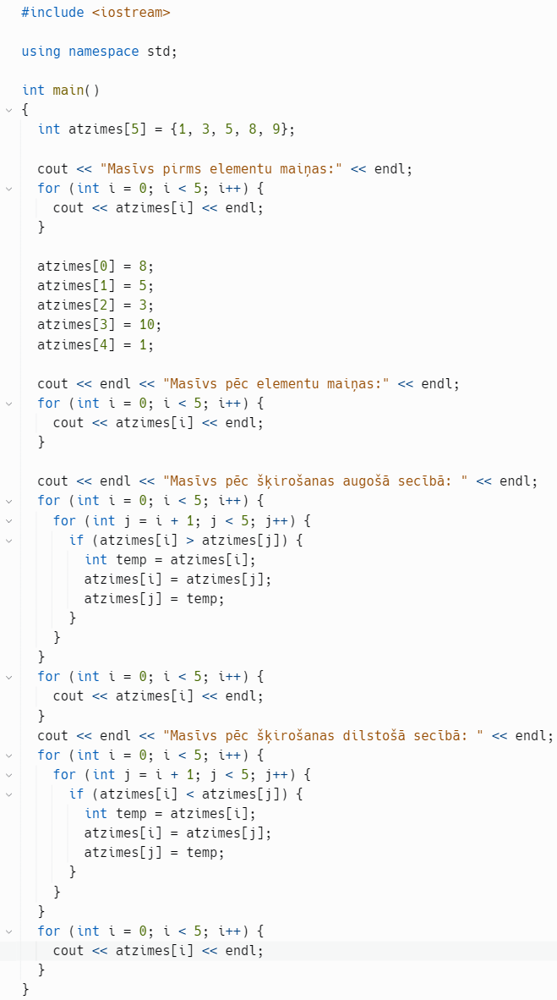 #include <iostream>
using namespace std;
int main()
{
  int atzimes[5] = {1, 3, 5, 8, 9};
  cout << "Masīvs pirms elementu maiņas:" << endl;
  for (int i = 0; i < 5; i++) {
    cout << atzimes[i] << endl;
  }
  atzimes[0] = 8;
  atzimes[1] = 5;
  atzimes[2] = 3;
  atzimes[3] = 10;
  atzimes[4] = 1;
  cout << endl << "Masīvs pēc elementu maiņas:" << endl;
  for (int i = 0; i < 5; i++) {
    cout << atzimes[i] << endl;
  }
  cout << endl << "Masīvs pēc šķirošanas augošā secībā: " << endl;
  for (int i = 0; i < 5; i++) {
    for (int j = i + 1; j < 5; j++) {
      if (atzimes[i] > atzimes[j]) {
        int temp = atzimes[i];
        atzimes[i] = atzimes[j];
        atzimes[j] = temp;
      }
    }
  }
  for (int i = 0; i < 5; i++) {
    cout << atzimes[i] << endl;
  }
  cout << endl << "Masīvs pēc šķirošanas dilstošā secībā: " << endl;
  for (int i = 0; i < 5; i++) {
    for (int j = i + 1; j < 5; j++) {
      if (atzimes[i] < atzimes[j]) {
        int temp = atzimes[i];
        atzimes[i] = atzimes[j];
        atzimes[j] = temp;
      }
    }
  }
  for (int i = 0; i < 5; i++) {
    cout << atzimes[i] << endl;
  }
}